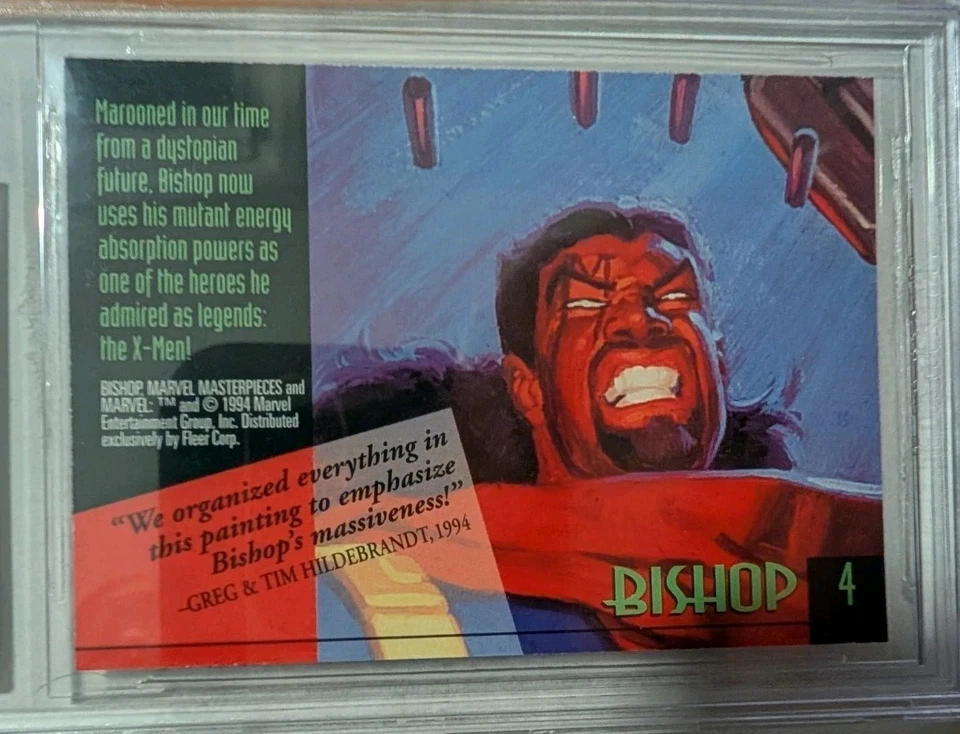 Marooned in our time
from a dystopian
future, Bishop now
uses his mutant energy
absorption powers as
one of the heroes he
admired as legends:
the X-Men!
BISHOP, MARVEL MASTERPIECES and
MARVEL: ™ and © 1994 Marvel
Entertainment Group, Inc. Distributed
exclusively by Fleer Corp.
“We organized everything in
this painting to emphasize
Bishop's massiveness!”
–GREG & TIM HILDEBRANDT, 1994
BISHOP
4